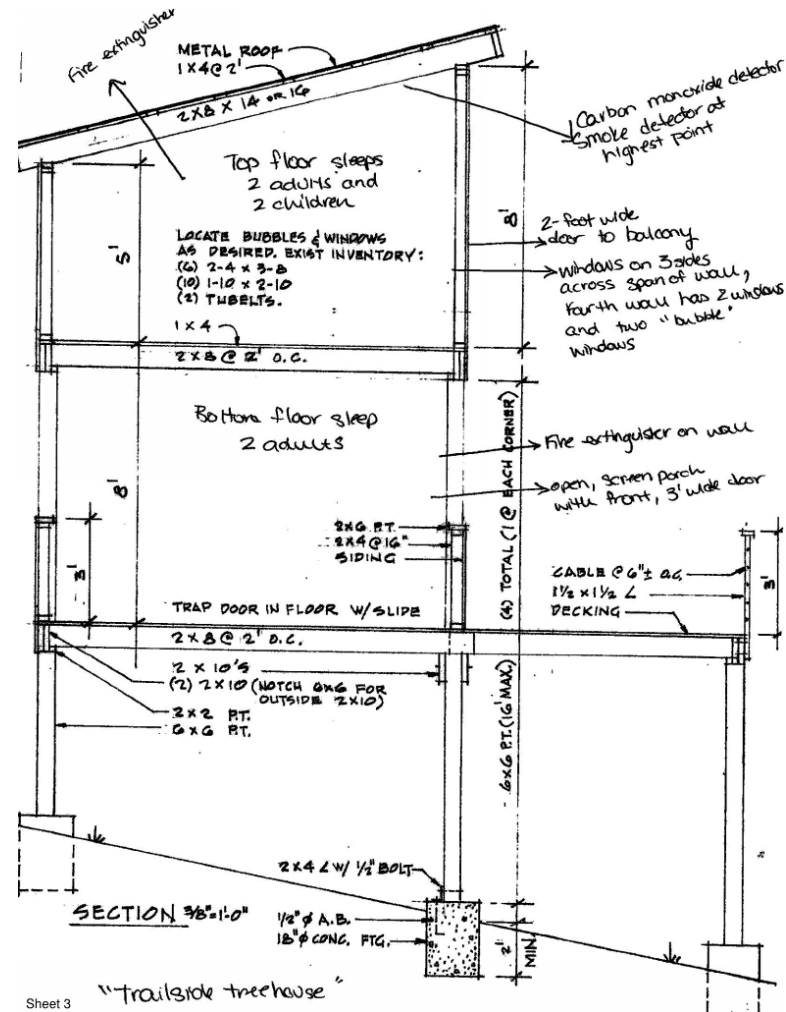 Fire extinguisher
METAL ROOF
1X4@2'
2X8 X 14 OR 16
Carbon monoxide detector
Smoke detector at
highest point
Top floor sleeps
2 adults and
2 children
5'
8'
LOCATE BUBBLES & WINDOWS
AS DESIRED. EXIST INVENTORY:
(6) 2-4 x 3-8
(10) 1-10 x 2-10
(2) TUBELTS.
2-foot wide
door to balcony
windows on 3 sides
across span of wall,
fourth wall has 2 windows
and two "bubble"
windows
1 X 4
2X8@2' O.C.
Bottom floor sleep
2 adults
8'
Fire extinguisher on wall
open, screen porch
with front, 3' wide door
(4) TOTAL (1 @ EACH CORNER)
6X6 P.T. (16' MAX.)
3'
2X6 P.T.
2X4@16"
SIDING
CABLE @ 6"± O.C.
1½ X 1½ L
DECKING
3'
TRAP DOOR IN FLOOR W/SLIDE
2X8@2' O.C.
2 X 10'S
(2) 2X10 (NOTCH 6X6 FOR
OUTSIDE 2X10)
2X2 P.T.
6X6 P.T.
2X4 L W/ ½" BOLT
SECTION 3/8"=1'-0"
1/2" ϕ A.B.
18" ϕ CONC. FTG.
2'
MIN.
"Trailside treehouse"
Sheet 3